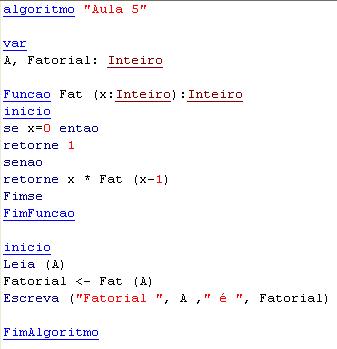 algoritmo "Aula 5"
var
A, Fatorial: Inteiro
Funcao Fat (x:Inteiro):Inteiro
inicio
se x=0 entao
retorne 1
senao
retorne x * Fat (x-1)
Fimse
FimFuncao
inicio
Leia (A)
Fatorial <- Fat (A)
Escreva ("Fatorial ", A ," é ", Fatorial)
FimAlgoritmo